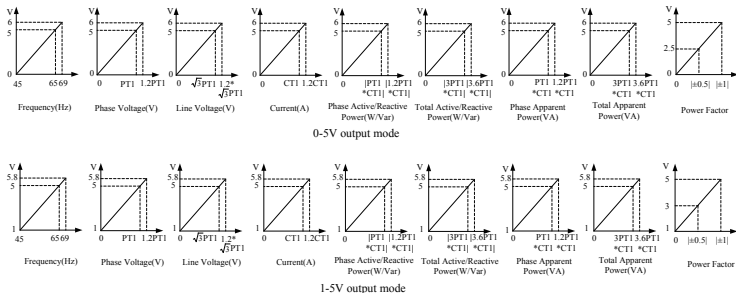 V V V V V V V V V
6 6 6 6 6 6 6 6 5
5 5 5 5 5 5 5 5 2.5
0 0 0 0 0 0 0 0 0
45 6569 0 PT1 1.2PT1 0 √3PT1 1.2*√3PT1 0 CT1 1.2CT1 0 |PT1*CT1| |1.2PT1*CT1| 0 |3PT1*CT1| |3.6PT1*CT1| 0 PT1*CT1 1.2PT1*CT1 0 3PT1*CT1 3.6PT1*CT1 0 |±0.5| |±1|
Frequency(Hz) Phase Voltage(V) Line Voltage(V) Current(A) Phase Active/Reactive Power(W/Var) Total Active/Reactive Power(W/Var) Phase Apparent Power(VA) Total Apparent Power(VA) Power Factor
0-5V output mode
V V V V V V V V V
5.8 5.8 5.8 5.8 5.8 5.8 5.8 5.8 5
5 5 5 5 5 5 5 5 3
1 1 1 1 1 1 1 1 1
45 6569 0 PT1 1.2PT1 0 √3PT1 1.2*√3PT1 0 CT1 1.2CT1 0 |PT1*CT1| |1.2PT1*CT1| 0 |3PT1*CT1| |3.6PT1*CT1| 0 PT1*CT1 1.2PT1*CT1 0 3PT1*CT1 3.6PT1*CT1 0 |±0.5| |±1|
Frequency(Hz) Phase Voltage(V) Line Voltage(V) Current(A) Phase Active/Reactive Power(W/Var) Total Active/Reactive Power(W/Var) Phase Apparent Power(VA) Total Apparent Power(VA) Power Factor
1-5V output mode